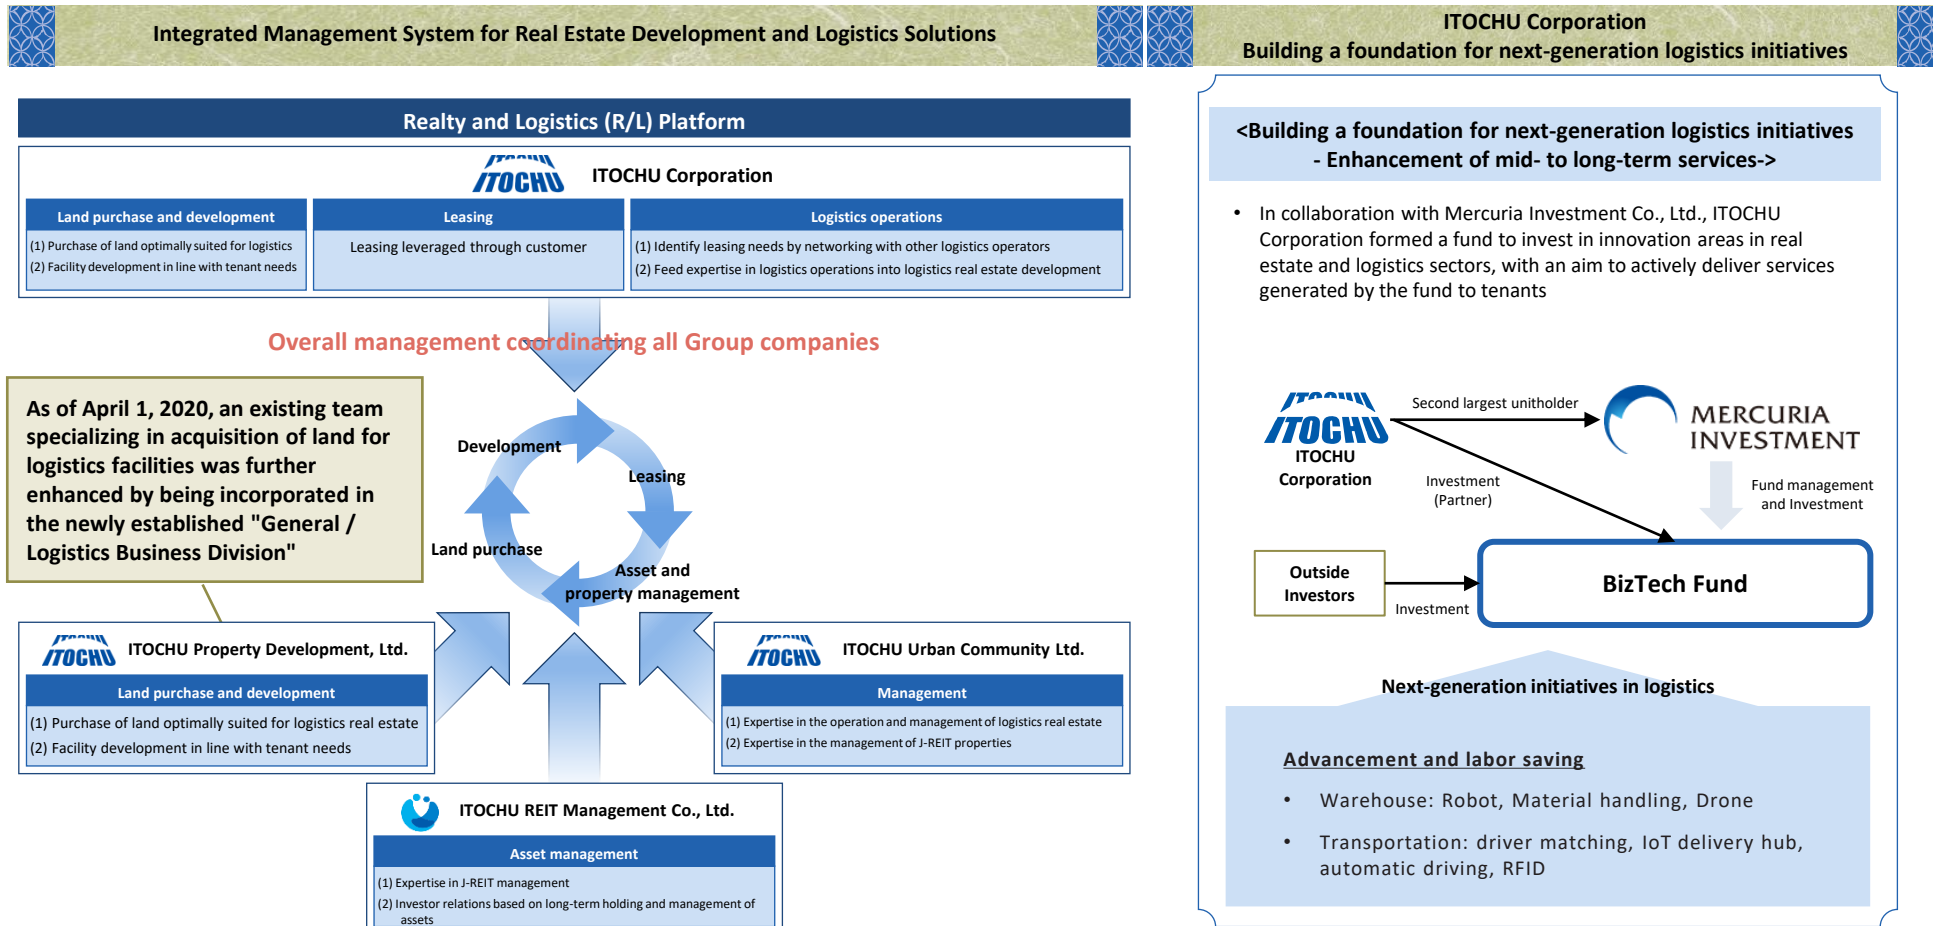 Integrated Management System for Real Estate Development and Logistics Solutions
Realty and Logistics (R/L) Platform
ITOCHU
ITOCHU Corporation
Land purchase and development
(1) Purchase of land optimally suited for logistics
(2) Facility development in line with tenant needs
Leasing
Leasing leveraged through customer
Logistics operations
(1) Identify leasing needs by networking with other logistics operators
(2) Feed expertise in logistics operations into logistics real estate development
Overall management coordinating all Group companies
As of April 1, 2020, an existing team
specializing in acquisition of land for
logistics facilities was further
enhanced by being incorporated in
the newly established "General /
Logistics Business Division"
Development
Leasing
Land purchase
Asset and
property management
ITOCHU
ITOCHU Property Development, Ltd.
Land purchase and development
(1) Purchase of land optimally suited for logistics real estate
(2) Facility development in line with tenant needs
ITOCHU
ITOCHU Urban Community Ltd.
Management
(1) Expertise in the operation and management of logistics real estate
(2) Expertise in the management of J-REIT properties
ITOCHU REIT Management Co., Ltd.
Asset management
(1) Expertise in J-REIT management
(2) Investor relations based on long-term holding and management of
assets
ITOCHU Corporation
Building a foundation for next-generation logistics initiatives
<Building a foundation for next-generation logistics initiatives
- Enhancement of mid- to long-term services->
• In collaboration with Mercuria Investment Co., Ltd., ITOCHU
Corporation formed a fund to invest in innovation areas in real
estate and logistics sectors, with an aim to actively deliver services
generated by the fund to tenants
ITOCHU
ITOCHU
Corporation
Second largest unitholder
MERCURIA
INVESTMENT
Investment
(Partner)
Fund management
and Investment
Outside
Investors
Investment
BizTech Fund
Next-generation initiatives in logistics
Advancement and labor saving
• Warehouse: Robot, Material handling, Drone
• Transportation: driver matching, IoT delivery hub,
automatic driving, RFID